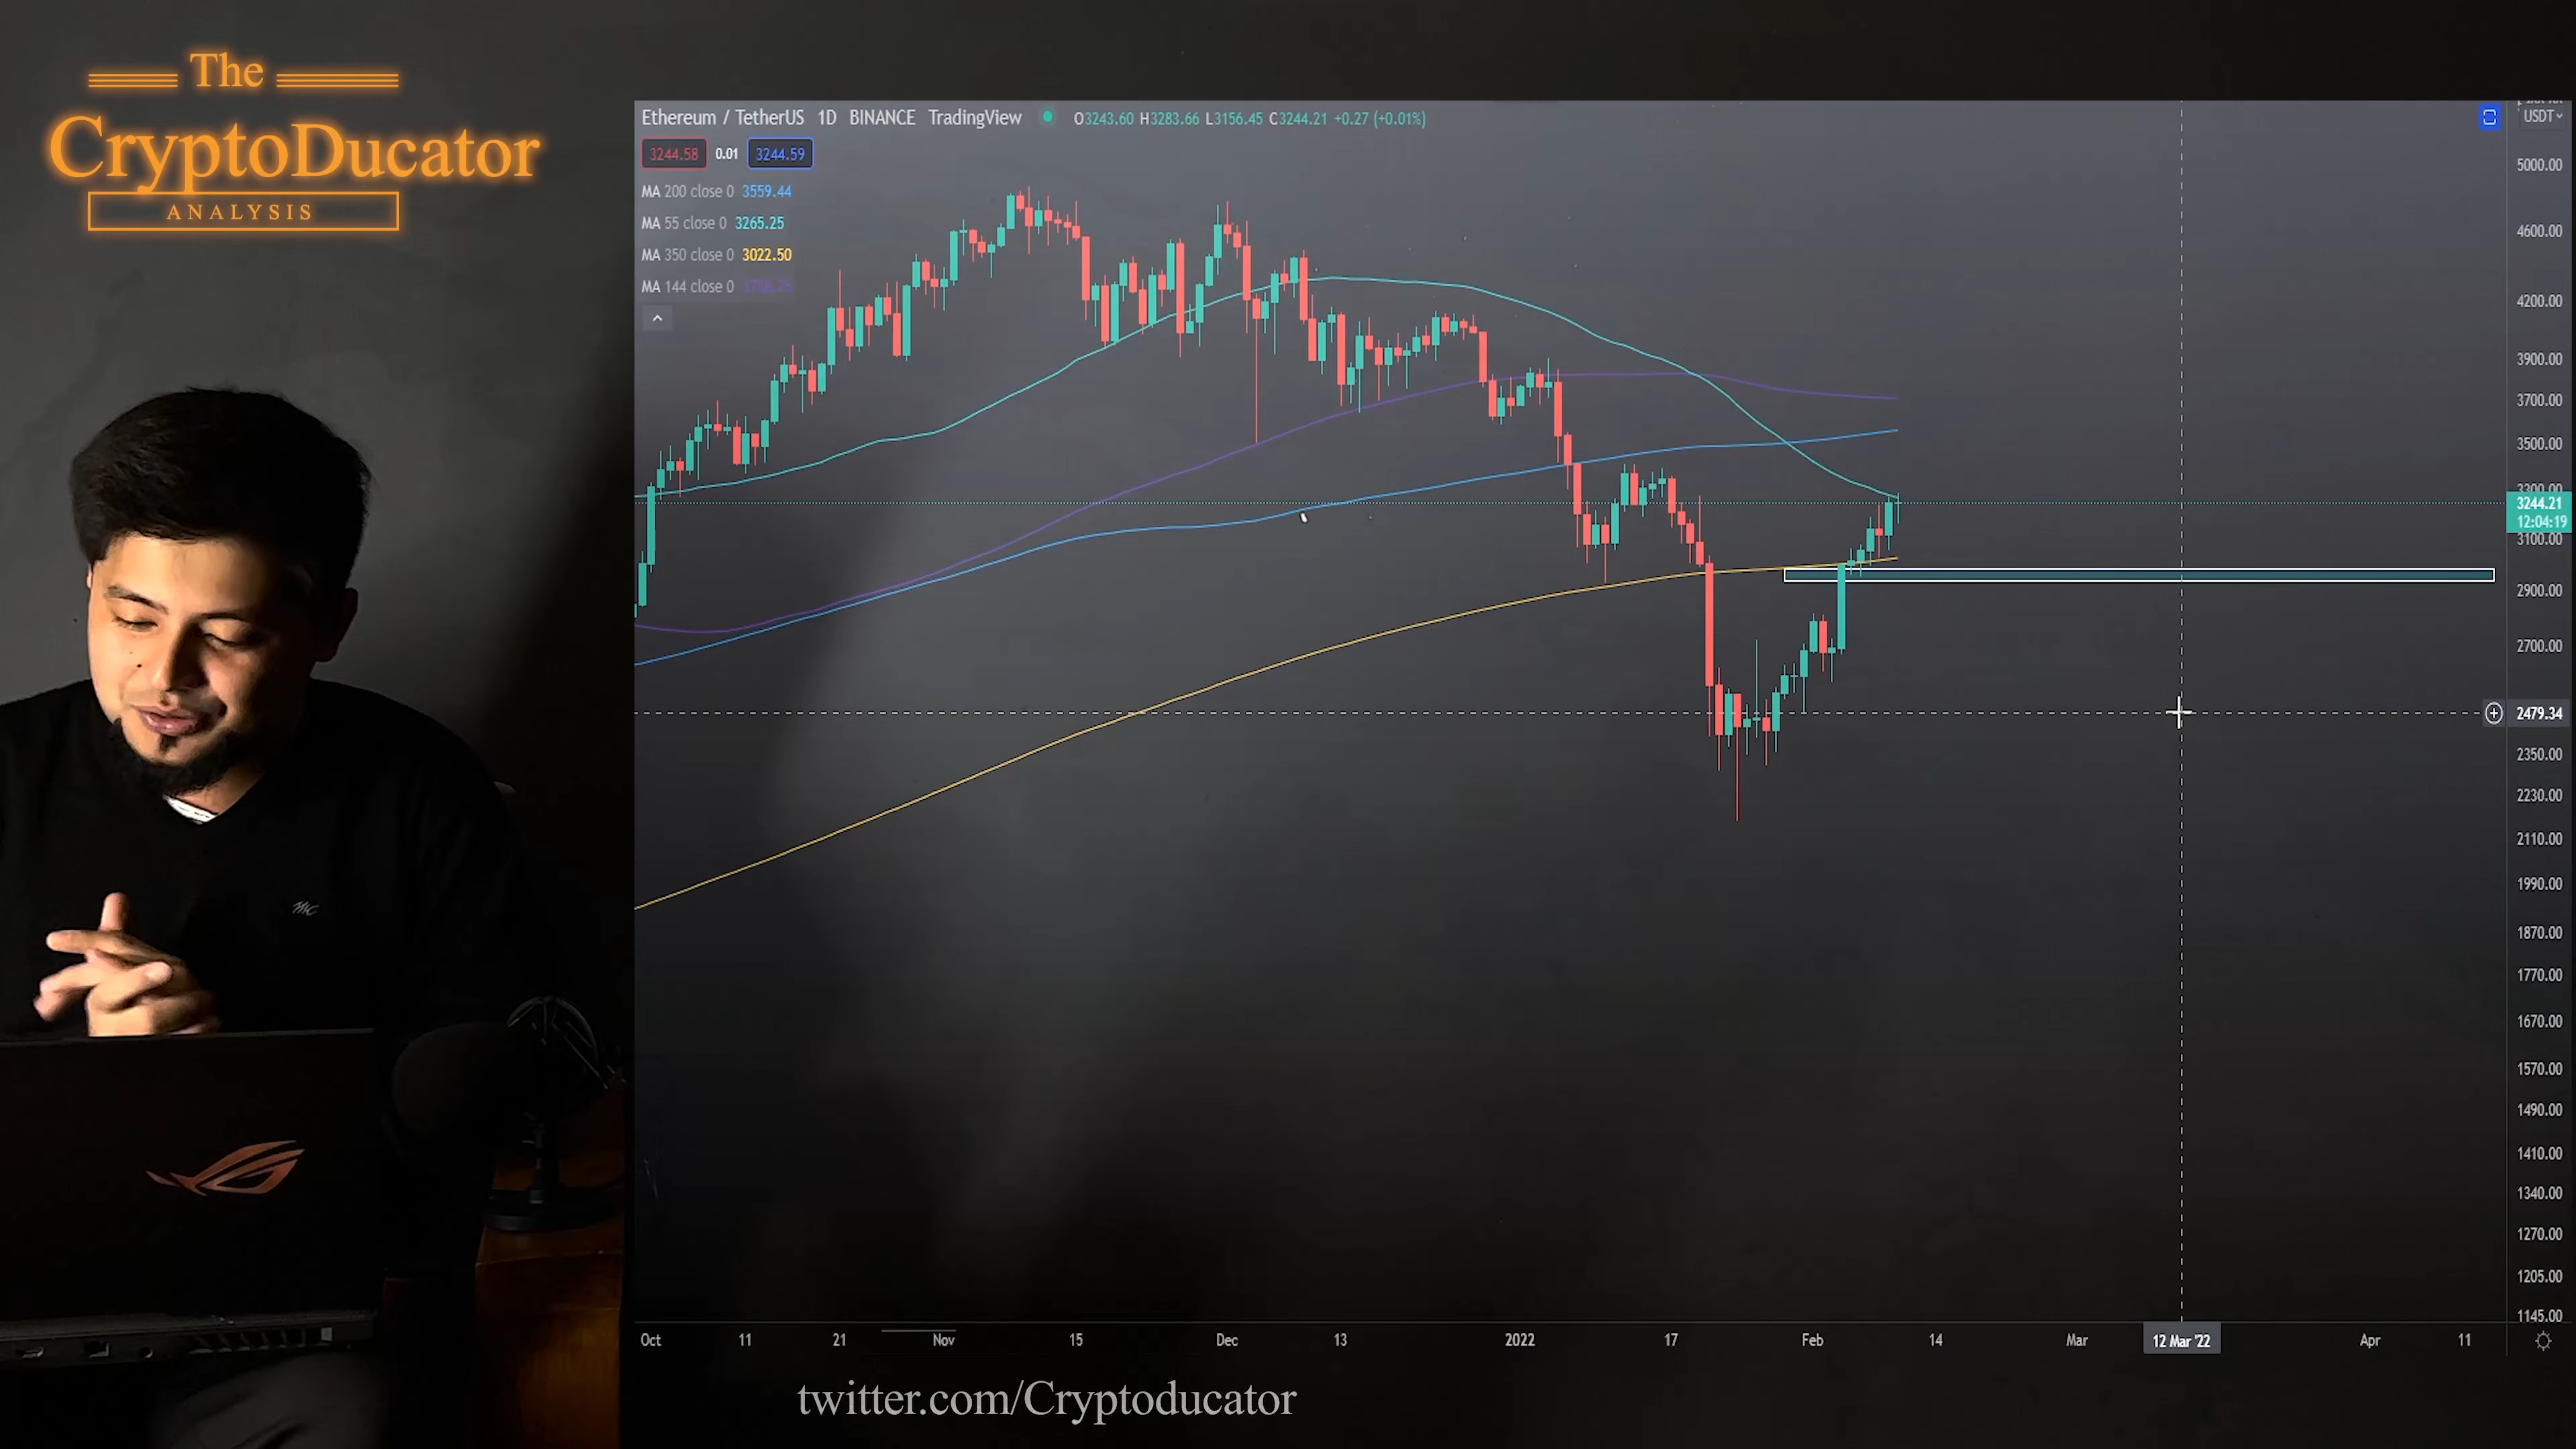 The
CryptoDucator
ANALYSIS
Ethereum / TetherUS 1D BINANCE TradingView O3243.60 H3283.66 L3156.45 C3244.21 +0.27 (+0.01%)
3244.58 0.01 3244.59
MA 200 close 0 3559.44
MA 55 close 0 3265.25
MA 350 close 0 3022.50
MA 144 close 0
USDT
5000.00
4600.00
4200.00
3900.00
3700.00
3500.00
3300.00
3244.21
12:04:19
3100.00
2900.00
2700.00
2479.34
2350.00
2230.00
2110.00
1990.00
1870.00
1770.00
1670.00
1570.00
1490.00
1410.00
1340.00
1270.00
1205.00
1145.00
Oct 11 21 Nov 15 Dec 13 2022 17 Feb 14 Mar 12 Mar '22 Apr 11
twitter.com/Cryptoducator